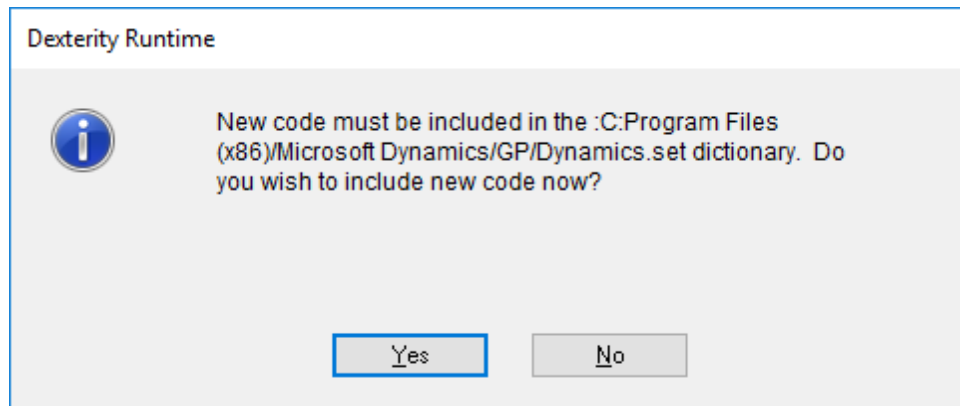 Dexterity Runtime
New code must be included in the :C:Program Files
(x86)/Microsoft Dynamics/GP/Dynamics.set dictionary.  Do
you wish to include new code now?
Yes
No